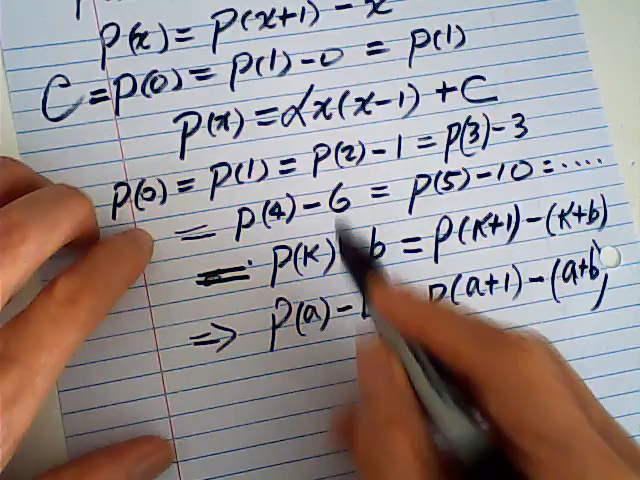 P(x) = P(x+1) - x
C = P(0) = P(1) - 0 = P(1)
P(x) = αx(x-1) + C
P(0) = P(1) = P(2) - 1 = P(3) - 3
= P(4) - 6 = P(5) - 10 = ....
= P(K) b = P(K+1) - (K+b)
=> P(a) - P(a+1) - (a+b)